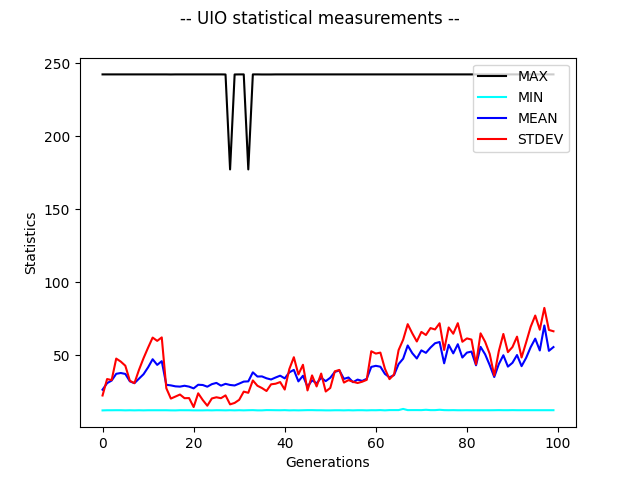 -- UIO statistical measurements --
250
200
150
100
50
Statistics
MAX
MIN
MEAN
STDEV
0 20 40 60 80 100
Generations